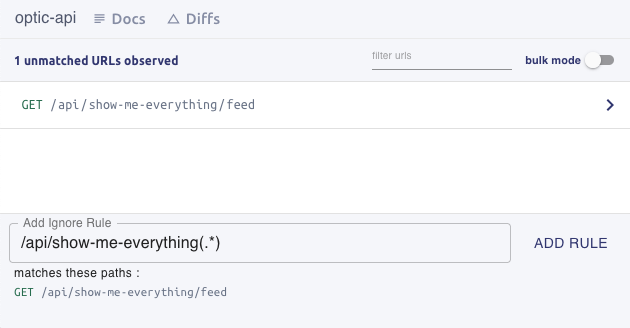 optic-api Docs Diffs
1 unmatched URLs observed filter urls bulk mode
GET /api/show-me-everything/feed
Add Ignore Rule
/api/show-me-everything(.*) ADD RULE
matches these paths :
GET /api/show-me-everything/feed